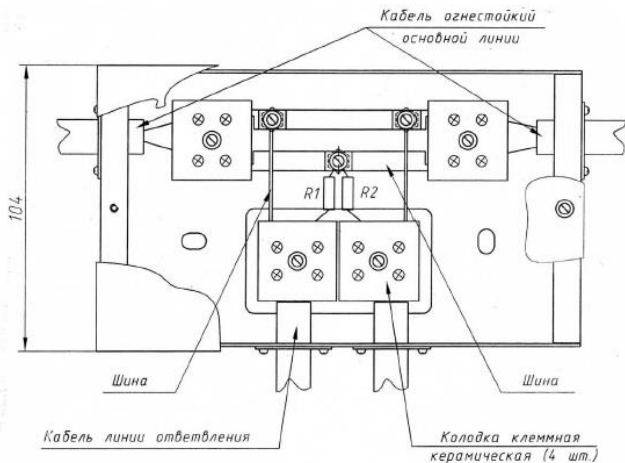 Кабель огнестойкий
основной линии
104
R1
R2
Шина
Шина
Кабель линии ответвления
Колодка клеммная
керамическая (4 шт.)